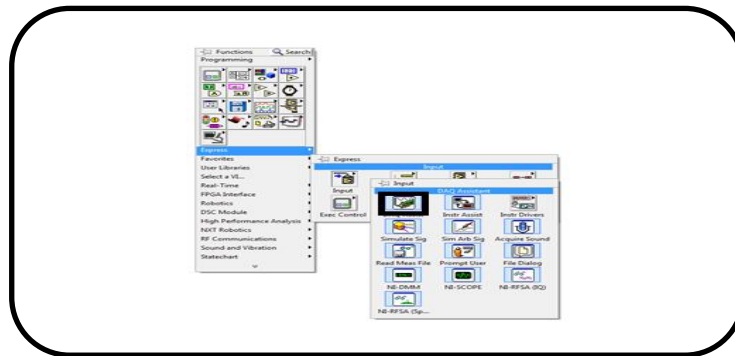 Functions
Search
Programming
Express
Favorites
User Libraries
Select a VI...
Real-Time
FPGA Interface
Robotics
DSC Module
High Performance Analysis
NXT Robotics
RF Communications
Sound and Vibration
Statechart
Express
Input
Input
Exec Control
Input
DAQ Assistant
Instr Assist
Instr Drivers
Simulate Sig
Sim Arb Sig
Acquire Sound
Read Meas File
Prompt User
File Dialog
NI-DMM
NI-SCOPE
NI-RFSA (IQ)
NI-RFSA (Sp...